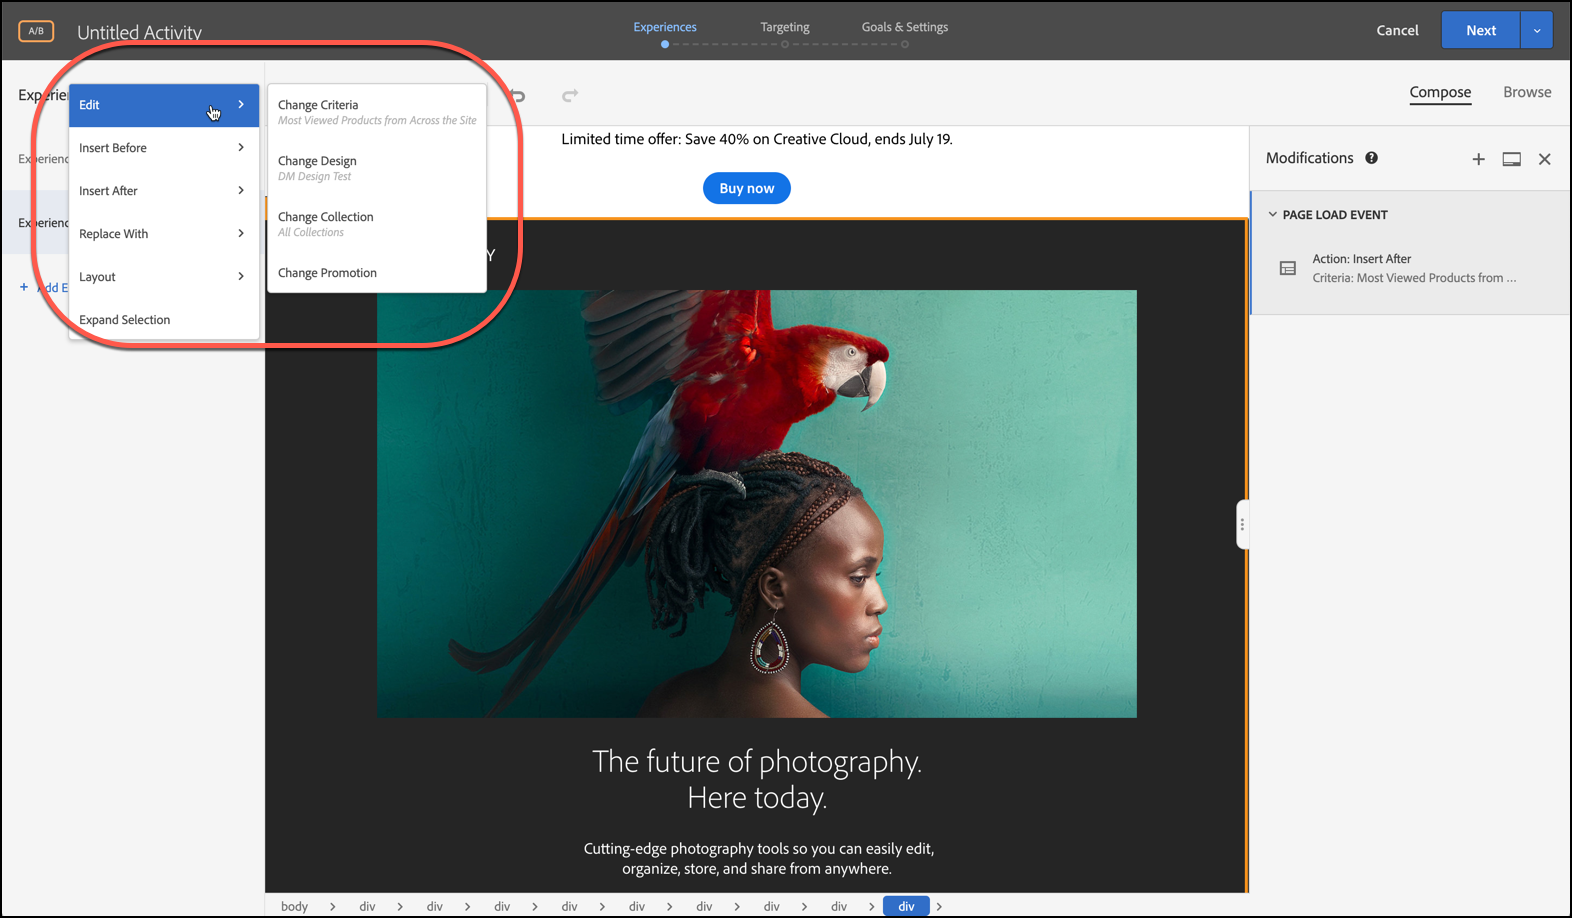 A/B
Untitled Activity
Experiences
Targeting
Goals & Settings
Cancel
Next
Compose
Browse
Edit
Insert Before
Insert After
Replace With
Layout
Expand Selection
Change Criteria
Most Viewed Products from Across the Site
Change Design
DM Design Test
Change Collection
All Collections
Change Promotion
Limited time offer: Save 40% on Creative Cloud, ends July 19.
Buy now
Modifications
PAGE LOAD EVENT
Action: Insert After
Criteria: Most Viewed Products from ...
The future of photography.
Here today.
Cutting-edge photography tools so you can easily edit,
organize, store, and share from anywhere.
body > div > div > div > div > div > div > div > div > div >